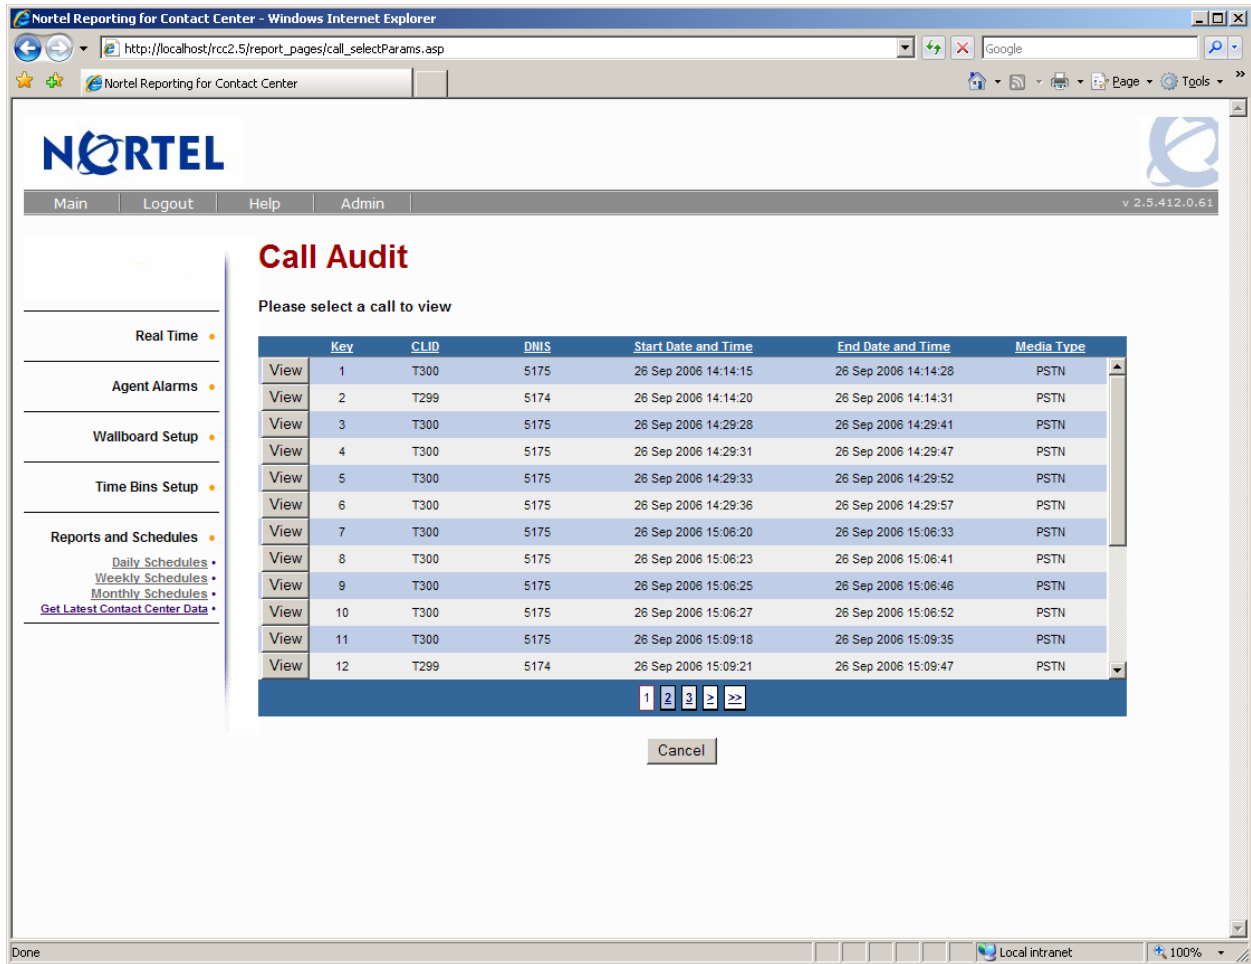 Nortel Reporting for Contact Center - Windows Internet Explorer
http://localhost/rcc2.5/report_pages/call_selectParams.asp
Google
Nortel Reporting for Contact Center
Page
Tools
»
NORTEL
Main Logout Help Admin v 2.5.412.0.61
Call Audit
Please select a call to view
Real Time
Agent Alarms
Wallboard Setup
Time Bins Setup
Reports and Schedules
Daily Schedules
Weekly Schedules
Monthly Schedules
Get Latest Contact Center Data
Key CLID DNIS Start Date and Time End Date and Time Media Type
View 1 T300 5175 26 Sep 2006 14:14:15 26 Sep 2006 14:14:28 PSTN
View 2 T299 5174 26 Sep 2006 14:14:20 26 Sep 2006 14:14:31 PSTN
View 3 T300 5175 26 Sep 2006 14:29:28 26 Sep 2006 14:29:41 PSTN
View 4 T300 5175 26 Sep 2006 14:29:31 26 Sep 2006 14:29:47 PSTN
View 5 T300 5175 26 Sep 2006 14:29:33 26 Sep 2006 14:29:52 PSTN
View 6 T300 5175 26 Sep 2006 14:29:36 26 Sep 2006 14:29:57 PSTN
View 7 T300 5175 26 Sep 2006 15:06:20 26 Sep 2006 15:06:33 PSTN
View 8 T300 5175 26 Sep 2006 15:06:23 26 Sep 2006 15:06:41 PSTN
View 9 T300 5175 26 Sep 2006 15:06:25 26 Sep 2006 15:06:46 PSTN
View 10 T300 5175 26 Sep 2006 15:06:27 26 Sep 2006 15:06:52 PSTN
View 11 T300 5175 26 Sep 2006 15:09:18 26 Sep 2006 15:09:35 PSTN
View 12 T299 5174 26 Sep 2006 15:09:21 26 Sep 2006 15:09:47 PSTN
1 2 3 > >>
Cancel
Done Local intranet 100%